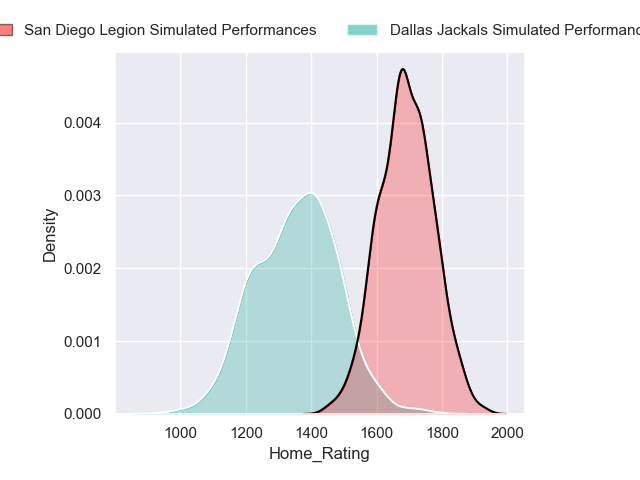 San Diego Legion Simulated Performances
Dallas Jackals Simulated
0.004
0.003
0.002
0.001
0.000
Density
1000 1200 1400 1600 1800 2000
Home_Rating